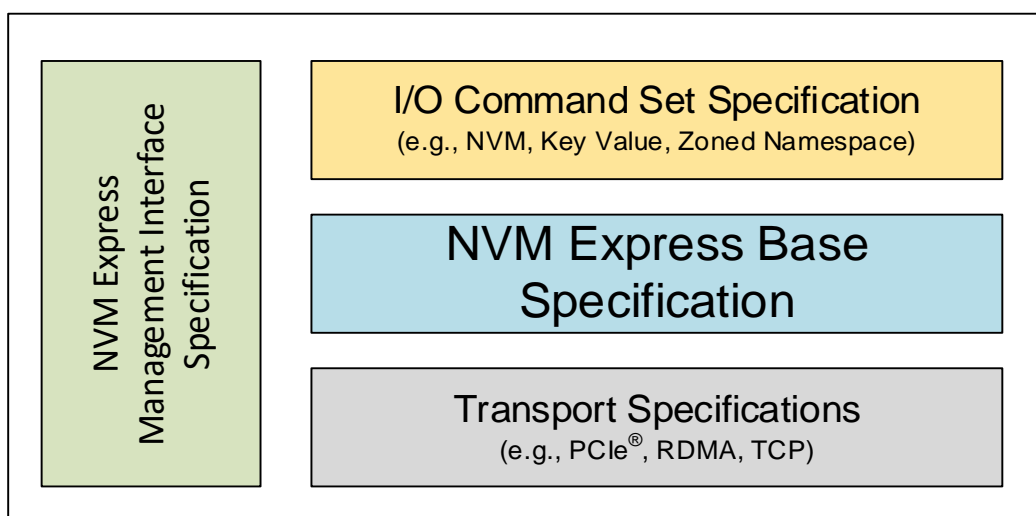 NVM Express
Management Interface
Specification
I/O Command Set Specification
(e.g., NVM, Key Value, Zoned Namespace)
NVM Express Base
Specification
Transport Specifications
(e.g., PCIe®, RDMA, TCP)